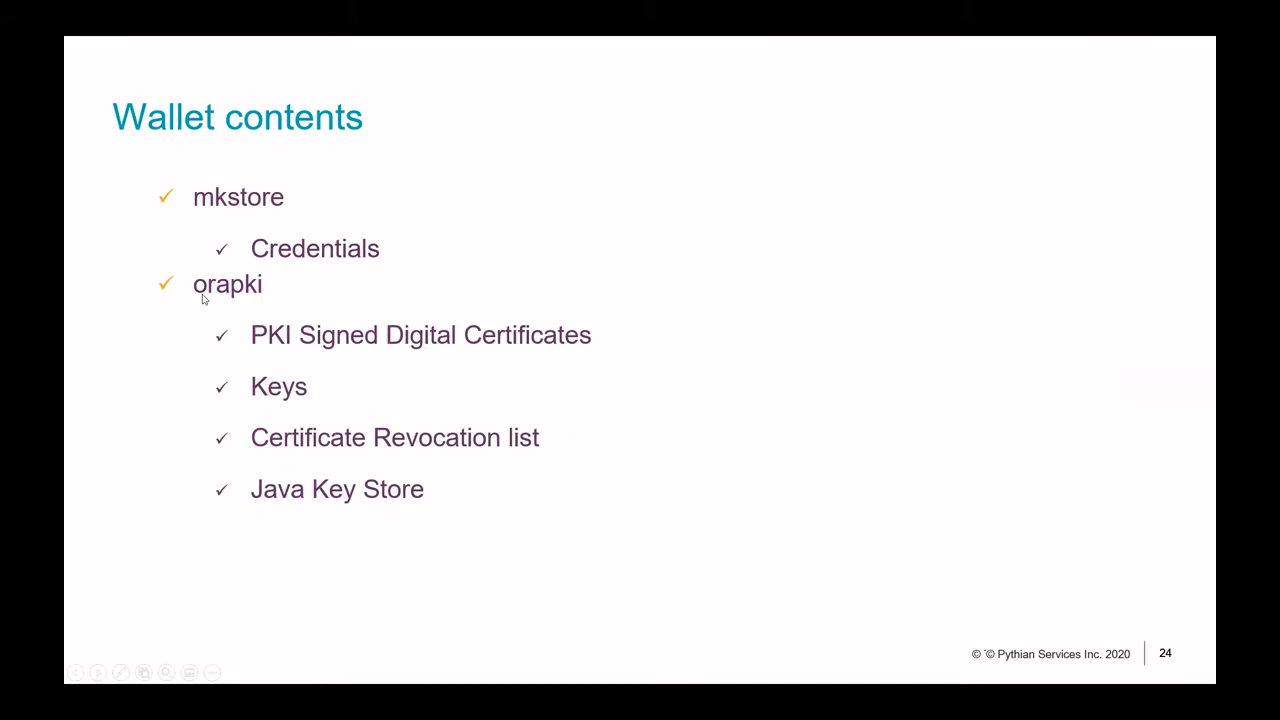 Wallet contents
mkstore
Credentials
orapki
PKI Signed Digital Certificates
Keys
Certificate Revocation list
Java Key Store
© ˜© Pythian Services Inc. 2020
24